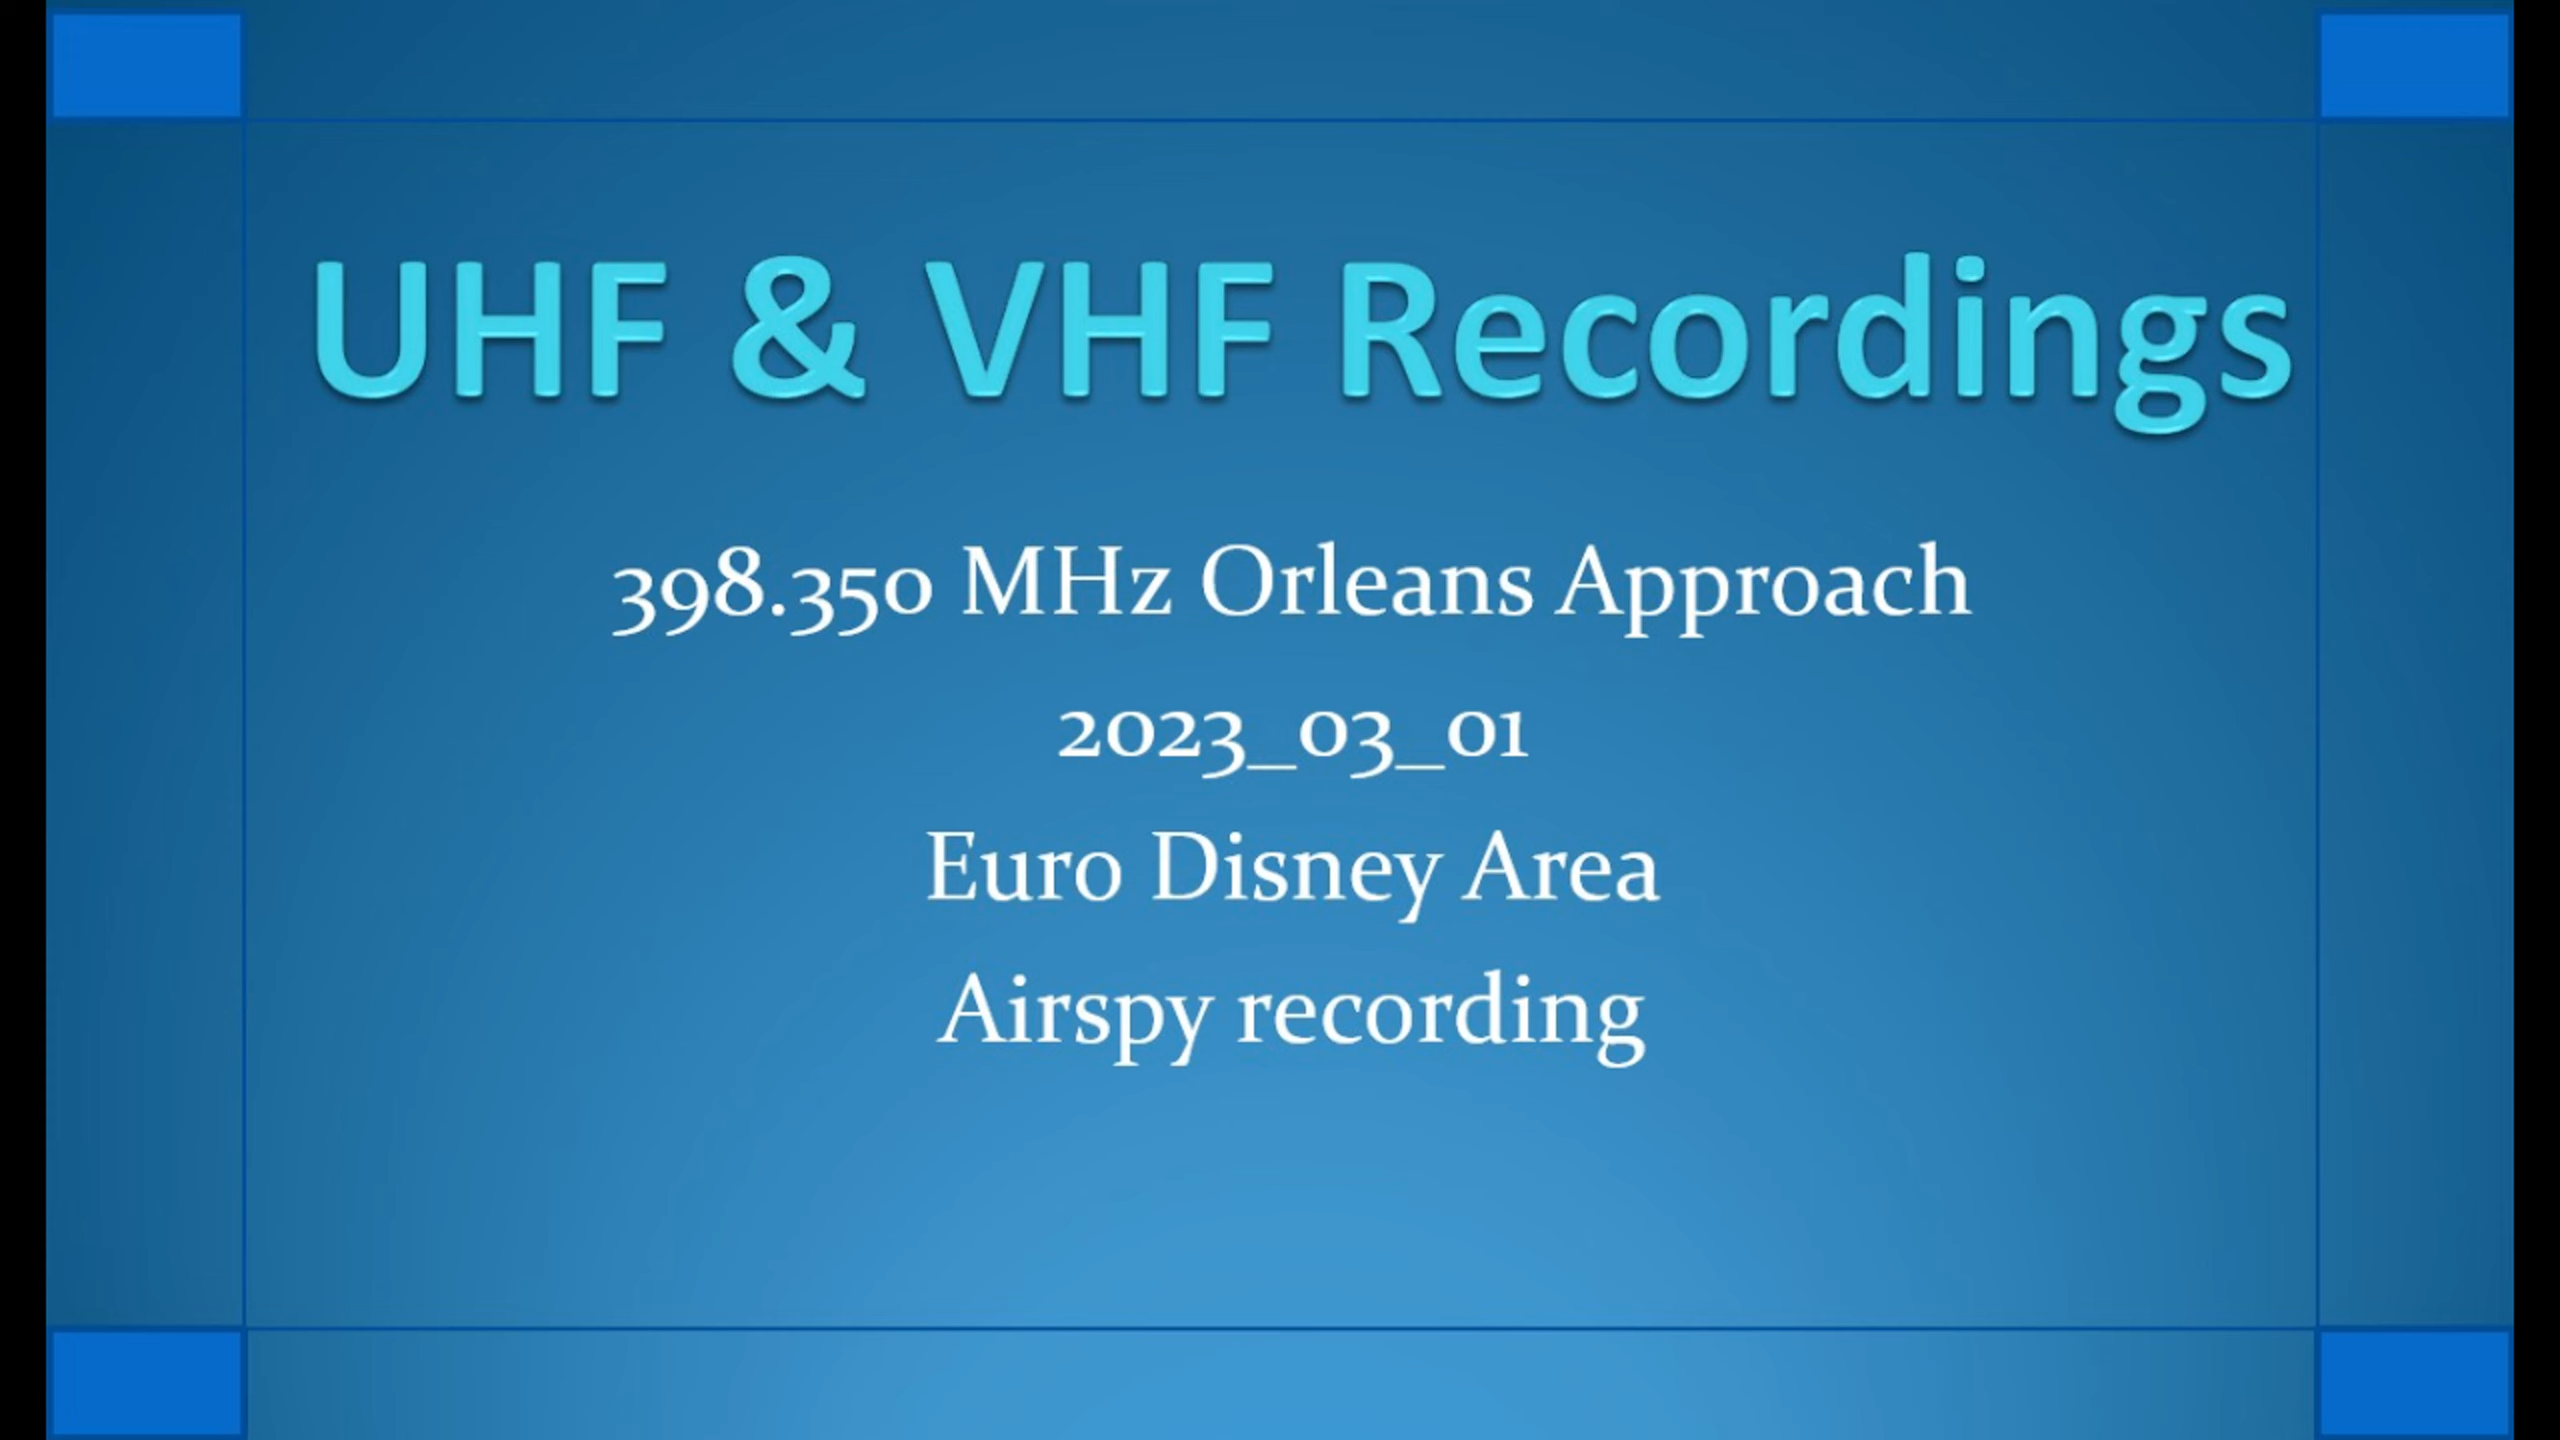 UHF & VHF Recordings
398.350 MHz Orleans Approach
2023_03_01
Euro Disney Area
Airspy recording